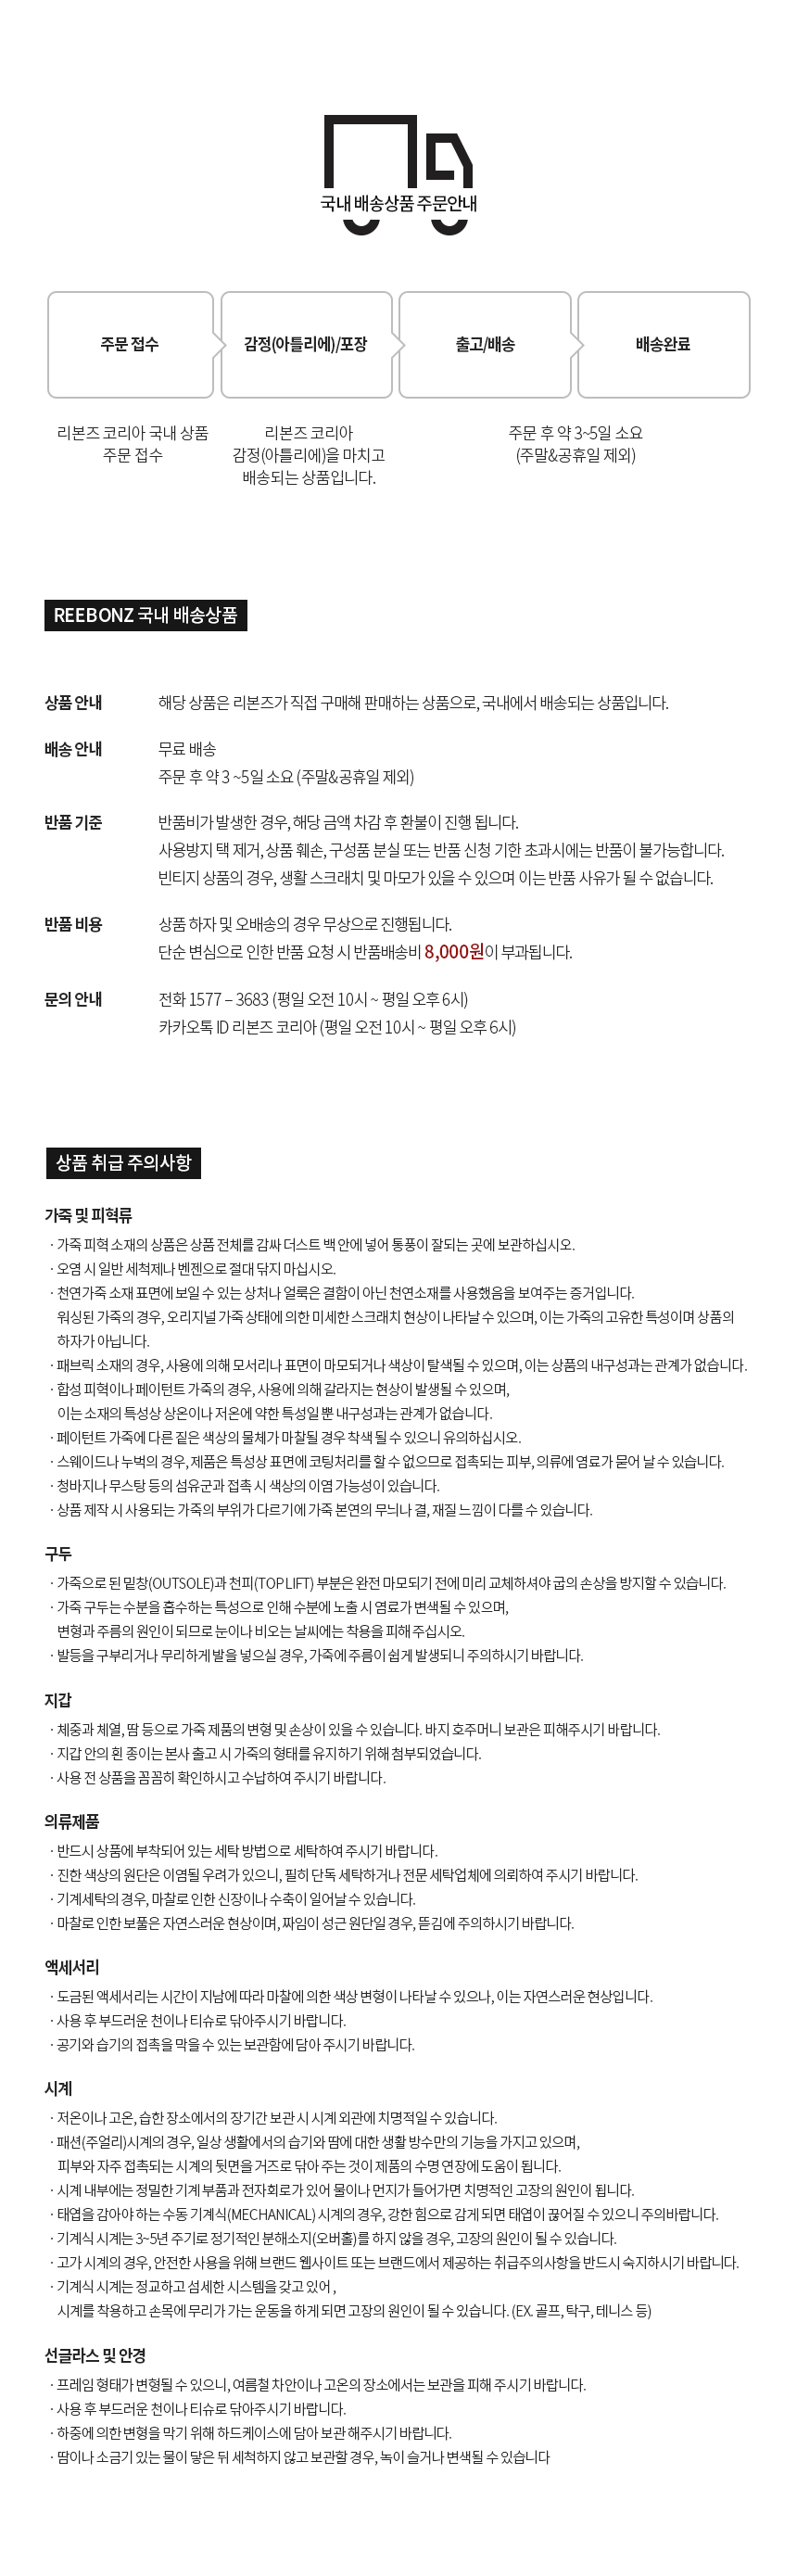 국내 배송상품 주문안내
주문 접수
감정(아틀리에)/포장
출고/배송
배송완료
리본즈 코리아 국내 상품
주문 접수
리본즈 코리아
감정(아틀리에)을 마치고
배송되는 상품입니다.
주문 후 약 3~5일 소요
(주말&공휴일 제외)
REEBONZ 국내 배송상품
상품 안내
해당 상품은 리본즈가 직접 구매해 판매하는 상품으로, 국내에서 배송되는 상품입니다.
배송 안내
무료 배송
주문 후 약 3 ~5일 소요 (주말&공휴일 제외)
반품 기준
반품비가 발생한 경우, 해당 금액 차감 후 환불이 진행 됩니다.
사용방지 택 제거, 상품 훼손, 구성품 분실 또는 반품 신청 기한 초과시에는 반품이 불가능합니다.
빈티지 상품의 경우, 생활 스크래치 및 마모가 있을 수 있으며 이는 반품 사유가 될 수 없습니다.
반품 비용
상품 하자 및 오배송의 경우 무상으로 진행됩니다.
단순 변심으로 인한 반품 요청 시 반품배송비 8,000원이 부과됩니다.
문의 안내
전화 1577 – 3683 (평일 오전 10시 ~ 평일 오후 6시)
카카오톡 ID 리본즈 코리아 (평일 오전 10시 ~ 평일 오후 6시)
상품 취급 주의사항
가죽 및 피혁류
· 가죽 피혁 소재의 상품은 상품 전체를 감싸 더스트 백 안에 넣어 통풍이 잘되는 곳에 보관하십시오.
· 오염 시 일반 세척제나 벤젠으로 절대 닦지 마십시오.
· 천연가죽 소재 표면에 보일 수 있는 상처나 얼룩은 결함이 아닌 천연소재를 사용했음을 보여주는 증거입니다.
워싱된 가죽의 경우, 오리지널 가죽 상태에 의한 미세한 스크래치 현상이 나타날 수 있으며, 이는 가죽의 고유한 특성이며 상품의
하자가 아닙니다.
· 패브릭 소재의 경우, 사용에 의해 모서리나 표면이 마모되거나 색상이 탈색될 수 있으며, 이는 상품의 내구성과는 관계가 없습니다.
· 합성 피혁이나 페이턴트 가죽의 경우, 사용에 의해 갈라지는 현상이 발생될 수 있으며,
이는 소재의 특성상 상온이나 저온에 약한 특성일 뿐 내구성과는 관계가 없습니다.
· 페이턴트 가죽에 다른 짙은 색상의 물체가 마찰될 경우 착색 될 수 있으니 유의하십시오.
· 스웨이드나 누벅의 경우, 제품은 특성상 표면에 코팅처리를 할 수 없으므로 접촉되는 피부, 의류에 염료가 묻어 날 수 있습니다.
· 청바지나 무스탕 등의 섬유군과 접촉 시 색상의 이염 가능성이 있습니다.
· 상품 제작 시 사용되는 가죽의 부위가 다르기에 가죽 본연의 무늬나 결, 재질 느낌이 다를 수 있습니다.
구두
· 가죽으로 된 밑창(OUTSOLE)과 천피(TOP LIFT) 부분은 완전 마모되기 전에 미리 교체하셔야 굽의 손상을 방지할 수 있습니다.
· 가죽 구두는 수분을 흡수하는 특성으로 인해 수분에 노출 시 염료가 변색될 수 있으며,
변형과 주름의 원인이 되므로 눈이나 비오는 날씨에는 착용을 피해 주십시오.
· 발등을 구부리거나 무리하게 발을 넣으실 경우, 가죽에 주름이 쉽게 발생되니 주의하시기 바랍니다.
지갑
· 체중과 체열, 땀 등으로 가죽 제품의 변형 및 손상이 있을 수 있습니다. 바지 호주머니 보관은 피해주시기 바랍니다.
· 지갑 안의 흰 종이는 본사 출고 시 가죽의 형태를 유지하기 위해 첨부되었습니다.
· 사용 전 상품을 꼼꼼히 확인하시고 수납하여 주시기 바랍니다.
의류제품
· 반드시 상품에 부착되어 있는 세탁 방법으로 세탁하여 주시기 바랍니다.
· 진한 색상의 원단은 이염될 우려가 있으니, 필히 단독 세탁하거나 전문 세탁업체에 의뢰하여 주시기 바랍니다.
· 기계세탁의 경우, 마찰로 인한 신장이나 수축이 일어날 수 있습니다.
· 마찰로 인한 보풀은 자연스러운 현상이며, 짜임이 성근 원단일 경우, 뜯김에 주의하시기 바랍니다.
액세서리
· 도금된 액세서리는 시간이 지남에 따라 마찰에 의한 색상 변형이 나타날 수 있으나, 이는 자연스러운 현상입니다.
· 사용 후 부드러운 천이나 티슈로 닦아주시기 바랍니다.
· 공기와 습기의 접촉을 막을 수 있는 보관함에 담아 주시기 바랍니다.
시계
· 저온이나 고온, 습한 장소에서의 장기간 보관 시 시계 외관에 치명적일 수 있습니다.
· 패션(주얼리)시계의 경우, 일상 생활에서의 습기와 땀에 대한 생활 방수만의 기능을 가지고 있으며,
피부와 자주 접촉되는 시계의 뒷면을 거즈로 닦아 주는 것이 제품의 수명 연장에 도움이 됩니다.
· 시계 내부에는 정밀한 기계 부품과 전자회로가 있어 물이나 먼지가 들어가면 치명적인 고장의 원인이 됩니다.
· 태엽을 감아야 하는 수동 기계식(MECHANICAL) 시계의 경우, 강한 힘으로 감게 되면 태엽이 끊어질 수 있으니 주의바랍니다.
· 기계식 시계는 3~5년 주기로 정기적인 분해소지(오버홀)를 하지 않을 경우, 고장의 원인이 될 수 있습니다.
· 고가 시계의 경우, 안전한 사용을 위해 브랜드 웹사이트 또는 브랜드에서 제공하는 취급주의사항을 반드시 숙지하시기 바랍니다.
· 기계식 시계는 정교하고 섬세한 시스템을 갖고 있어 ,
시계를 착용하고 손목에 무리가 가는 운동을 하게 되면 고장의 원인이 될 수 있습니다. (EX. 골프, 탁구, 테니스 등)
선글라스 및 안경
· 프레임 형태가 변형될 수 있으니, 여름철 차안이나 고온의 장소에서는 보관을 피해 주시기 바랍니다.
· 사용 후 부드러운 천이나 티슈로 닦아주시기 바랍니다.
· 하중에 의한 변형을 막기 위해 하드케이스에 담아 보관 해주시기 바랍니다.
· 땀이나 소금기 있는 물이 닿은 뒤 세척하지 않고 보관할 경우, 녹이 슬거나 변색될 수 있습니다